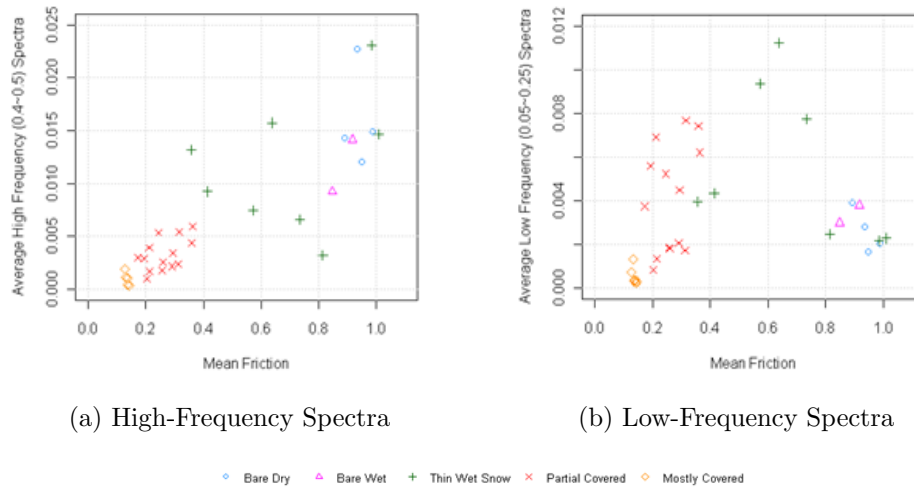 Average High Frequency (0.4~0.5) Spectra
0.025
0.020
0.015
0.010
0.005
0.000
0.0 0.2 0.4 0.6 0.8 1.0
Mean Friction
Average Low Frequency (0.05~0.25) Spectra
0.012
0.008
0.004
0.000
0.0 0.2 0.4 0.6 0.8 1.0
Mean Friction
(a) High-Frequency Spectra
(b) Low-Frequency Spectra
Bare Dry Bare Wet Thin Wet Snow Partial Covered Mostly Covered